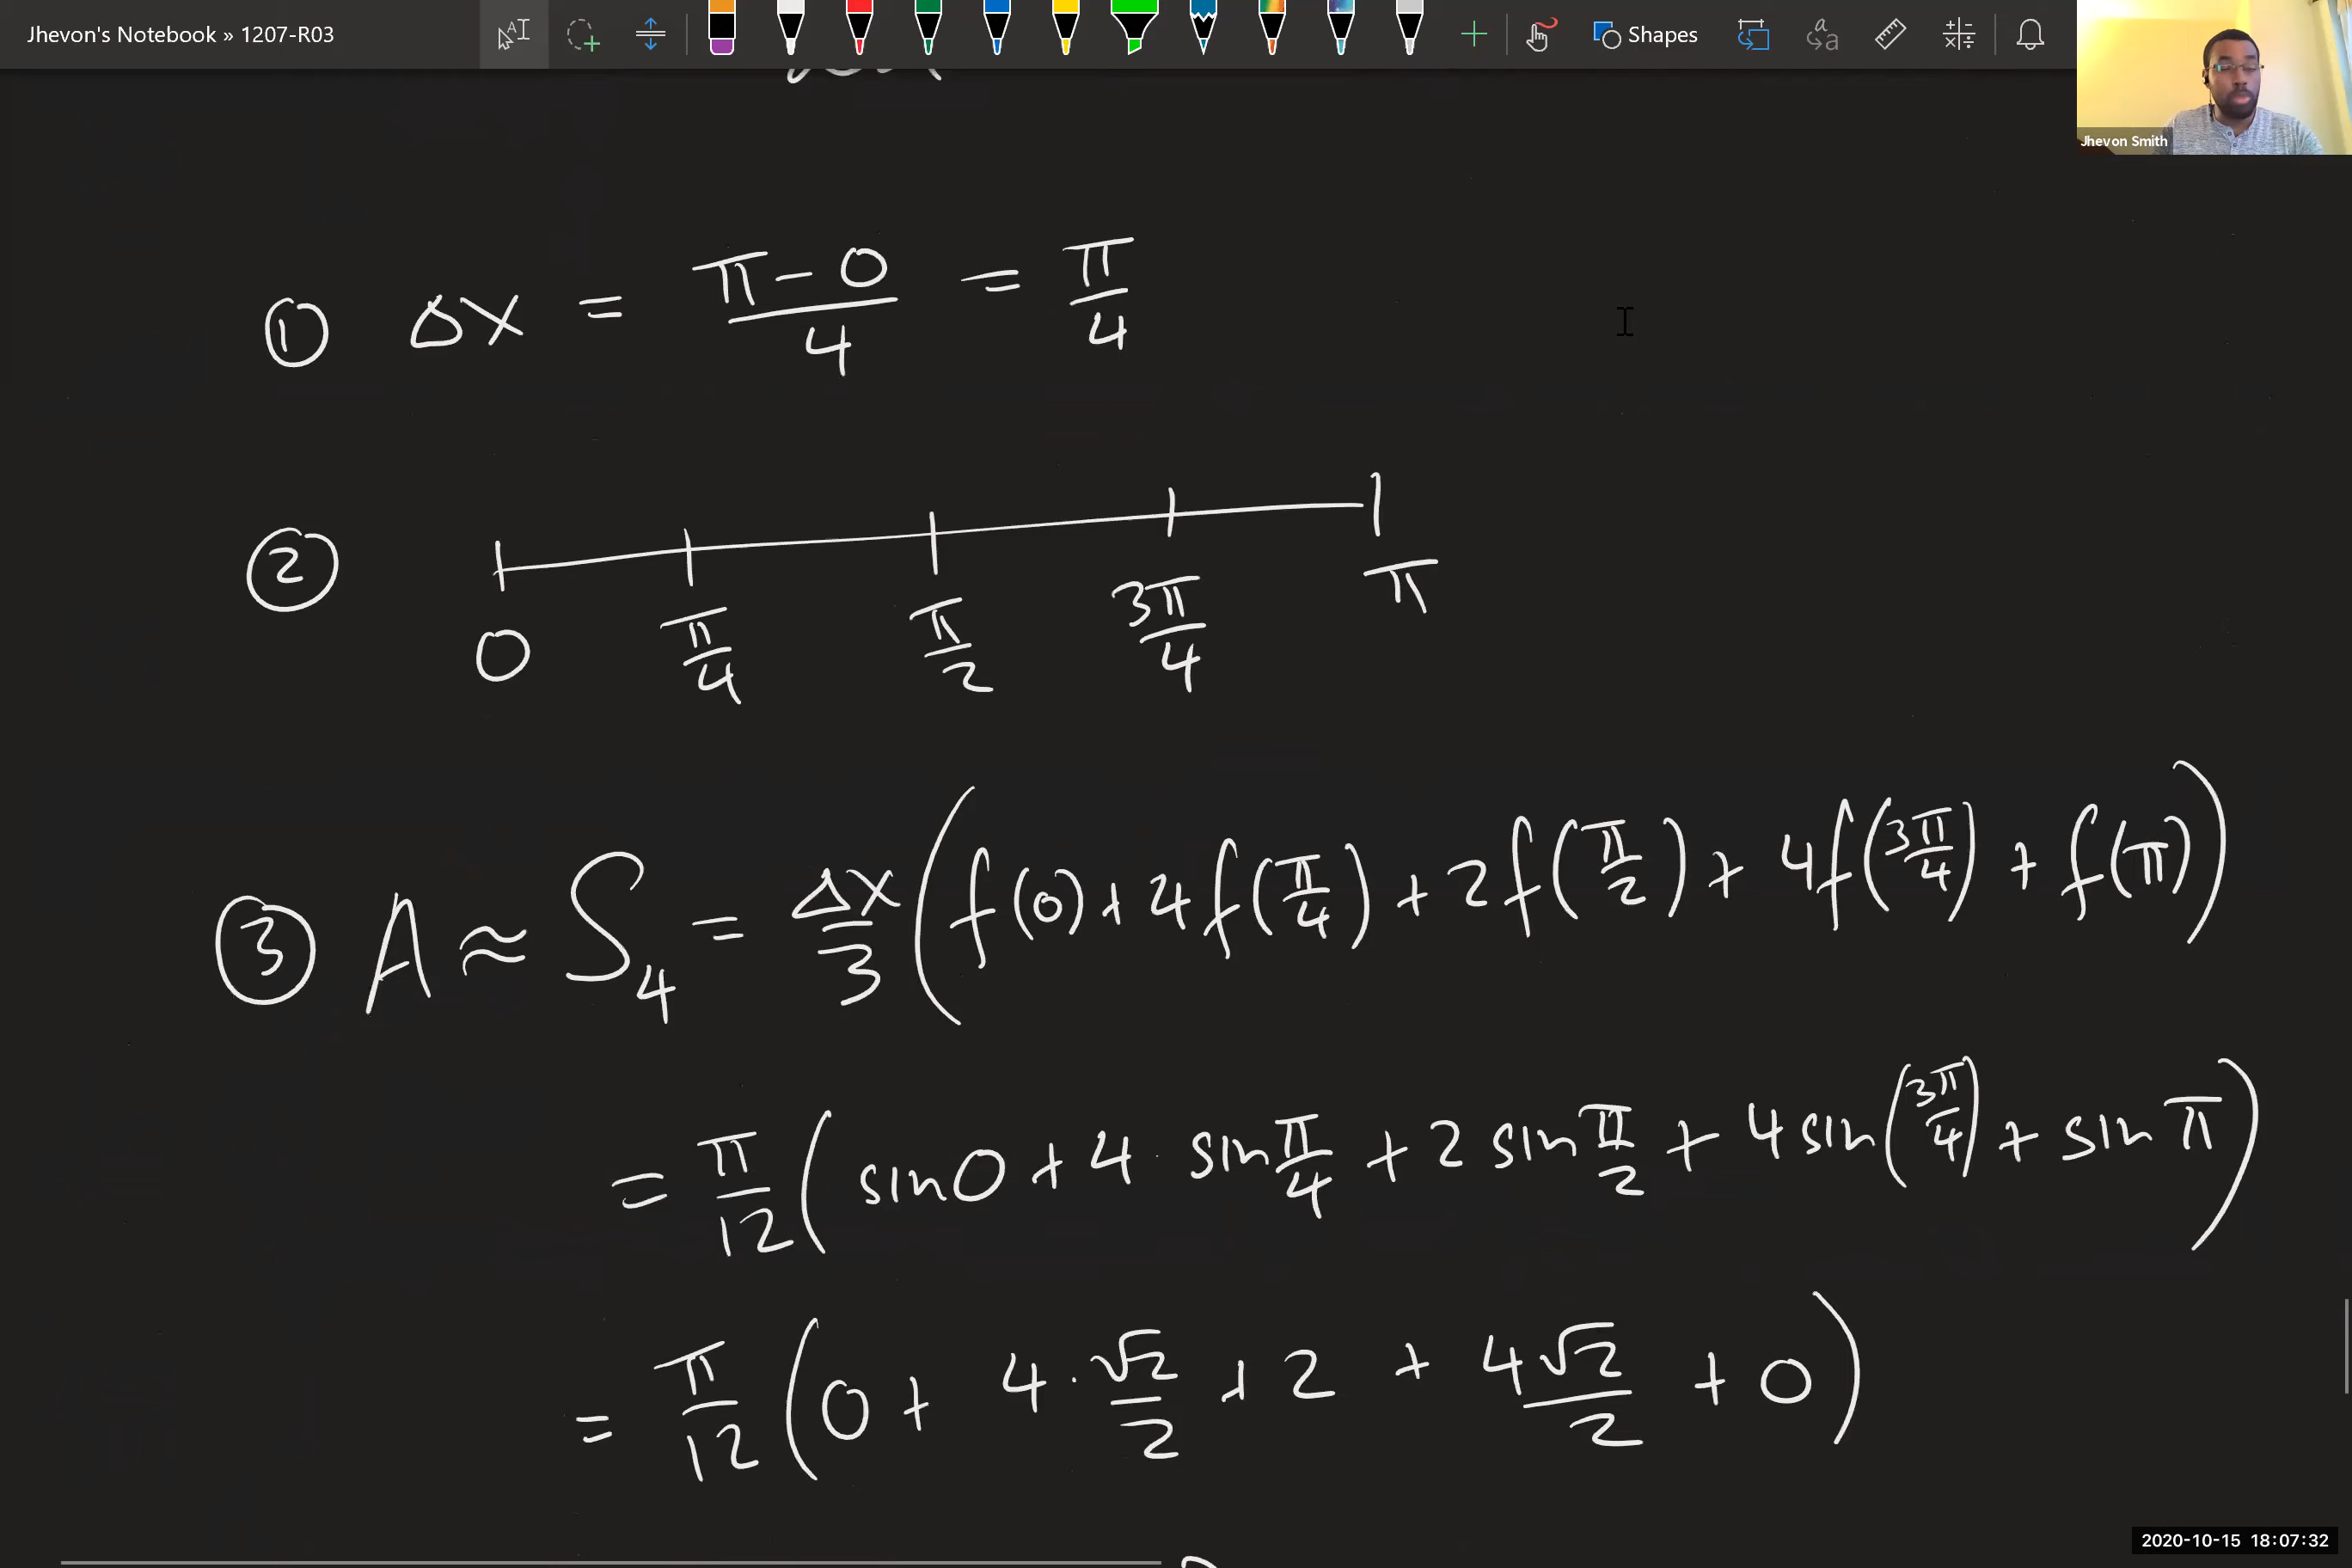 Jhevon's Notebook » 1207-R03
Shapes
Jhevon Smith
① Δx = (π - 0)/4 = π/4
②
0 π/4 π/2 3π/4 π
③ A ≈ S₄ = Δx/3 (f(0) + 4f(π/4) + 2f(π/2) + 4f(3π/4) + f(π))
= π/12 (sin0 + 4 · sin π/4 + 2 sin π/2 + 4 sin(3π/4) + sin π)
= π/12 (0 + 4 · √2/2 + 2 + 4√2/2 + 0)
2020-10-15 18:07:32